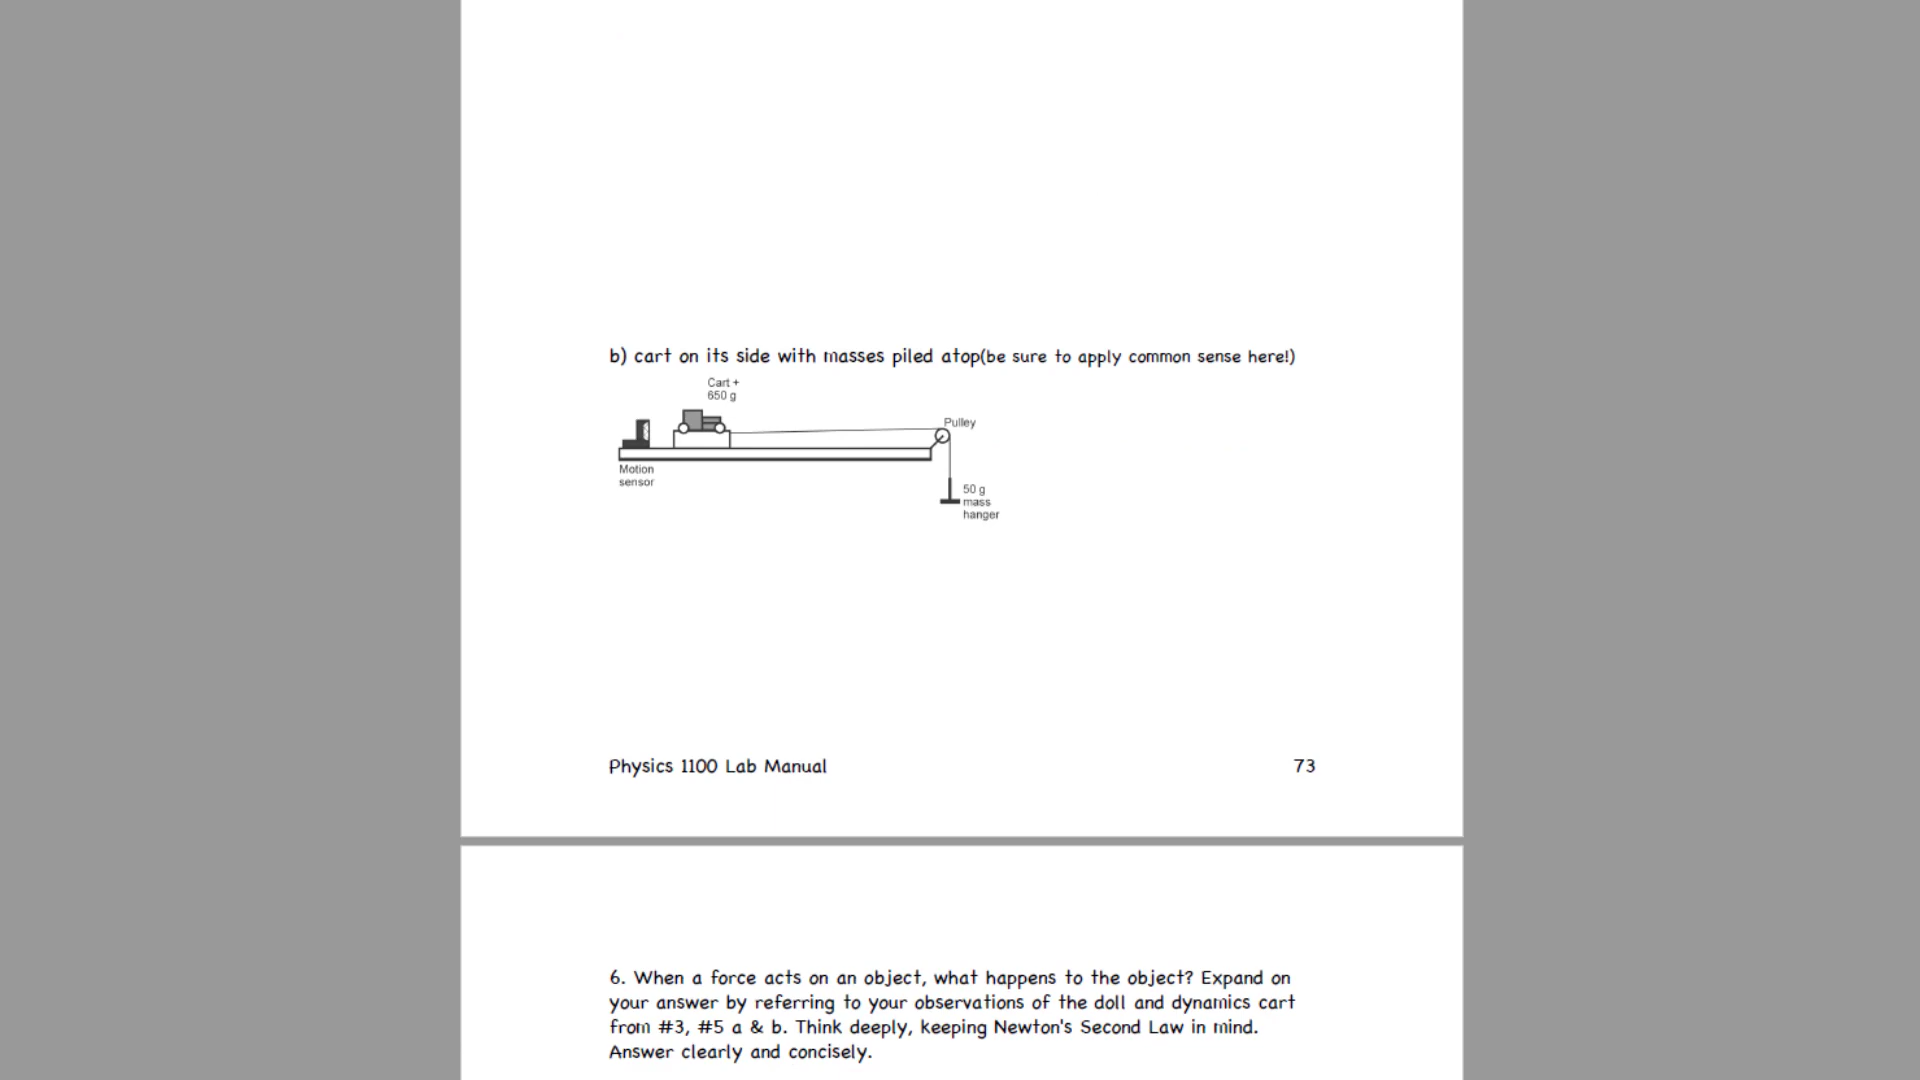 b) cart on its side with masses piled atop(be sure to apply common sense here!)
Cart +
650 g
Pulley
Motion
sensor
50 g
mass
hanger
Physics 1100 Lab Manual 73
6. When a force acts on an object, what happens to the object? Expand on
your answer by referring to your observations of the doll and dynamics cart
from #3, #5 a & b. Think deeply, keeping Newton's Second Law in mind.
Answer clearly and concisely.